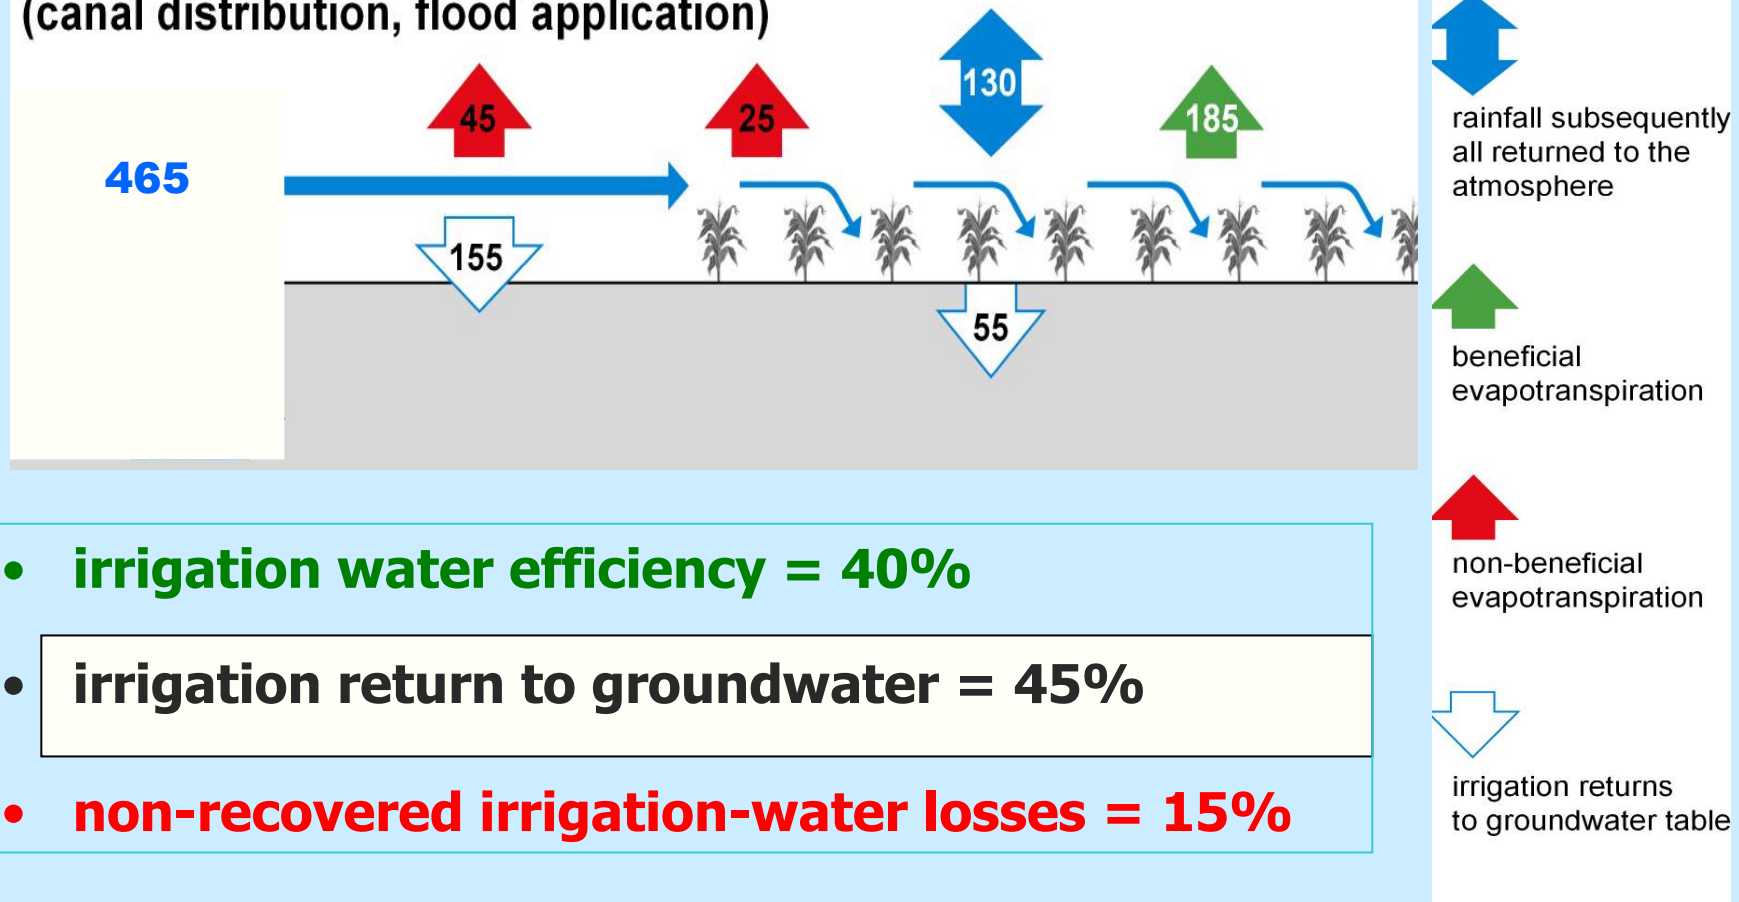 (canal distribution, flood application)
465
45
25
130
185
155
55
rainfall subsequently
all returned to the
atmosphere
beneficial
evapotranspiration
non-beneficial
evapotranspiration
irrigation returns
to groundwater table
• irrigation water efficiency = 40%
• irrigation return to groundwater = 45%
• non-recovered irrigation-water losses = 15%